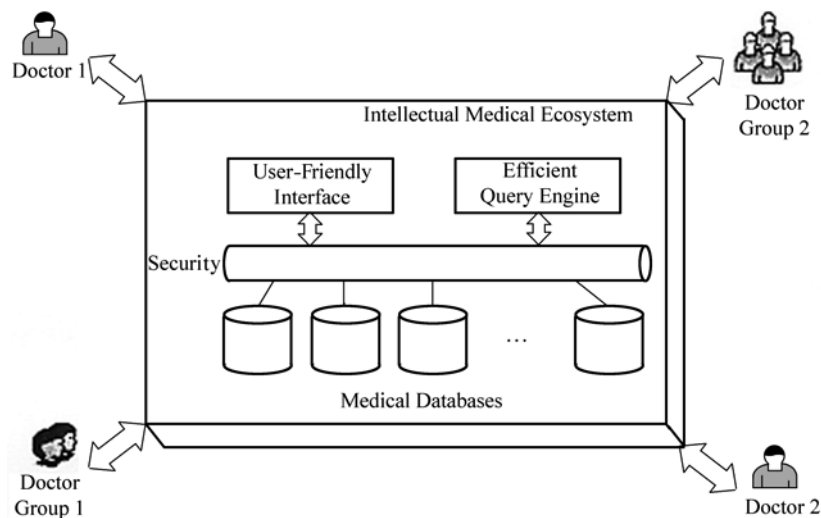 Doctor 1
Doctor
Group 2
Intellectual Medical Ecosystem
User-Friendly
Interface
Efficient
Query Engine
Security
...
Medical Databases
Doctor
Group 1
Doctor 2